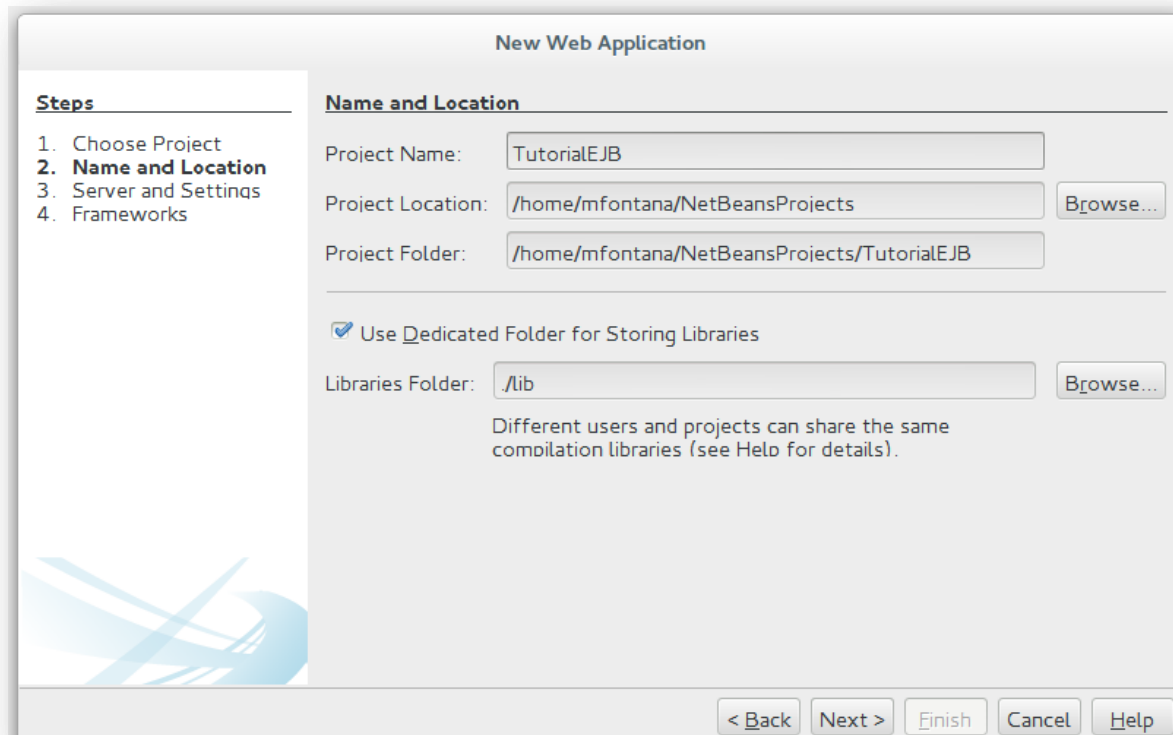 New Web Application
Steps
1. Choose Project
2. Name and Location
3. Server and Settings
4. Frameworks
Name and Location
Project Name: TutorialEJB
Project Location: /home/mfontana/NetBeansProjects Browse...
Project Folder: /home/mfontana/NetBeansProjects/TutorialEJB
Use Dedicated Folder for Storing Libraries
Libraries Folder: ./lib Browse...
Different users and projects can share the same
compilation libraries (see Help for details).
< Back Next > Finish Cancel Help